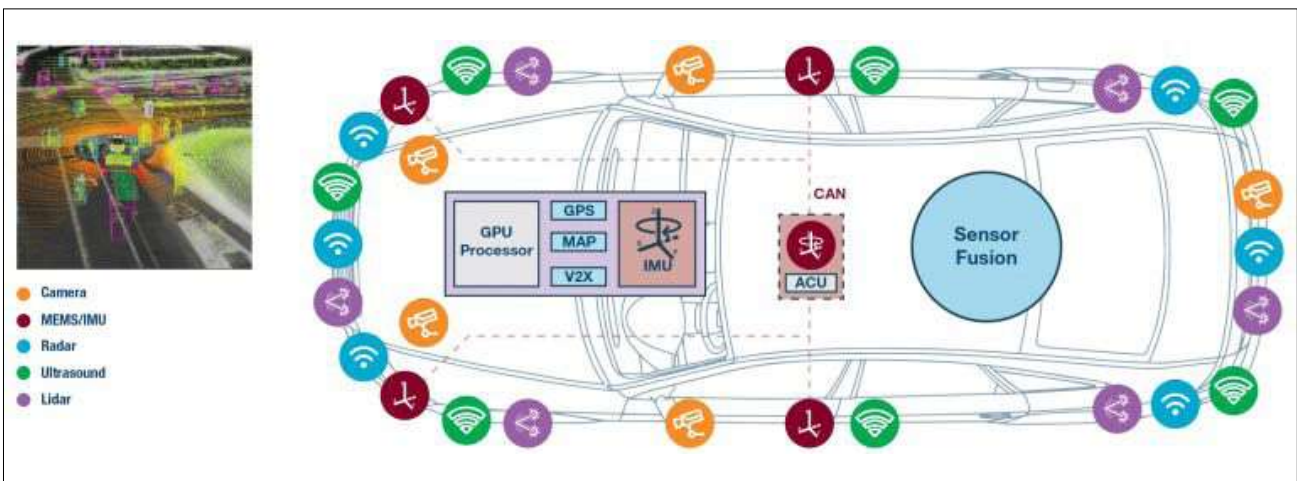 Camera
MEMS/IMU
Radar
Ultrasound
Lidar
GPU
Processor
GPS
MAP
V2X
IMU
CAN
ACU
Sensor
Fusion